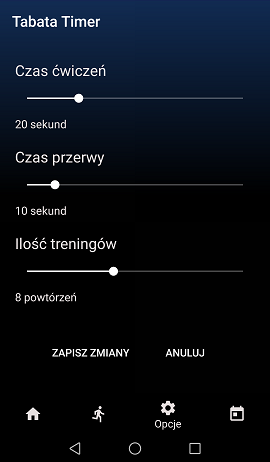 Tabata Timer
Czas ćwiczeń
20 sekund
Czas przerwy
10 sekund
Ilość treningów
8 powtórzeń
ZAPISZ ZMIANY ANULUJ
Opcje